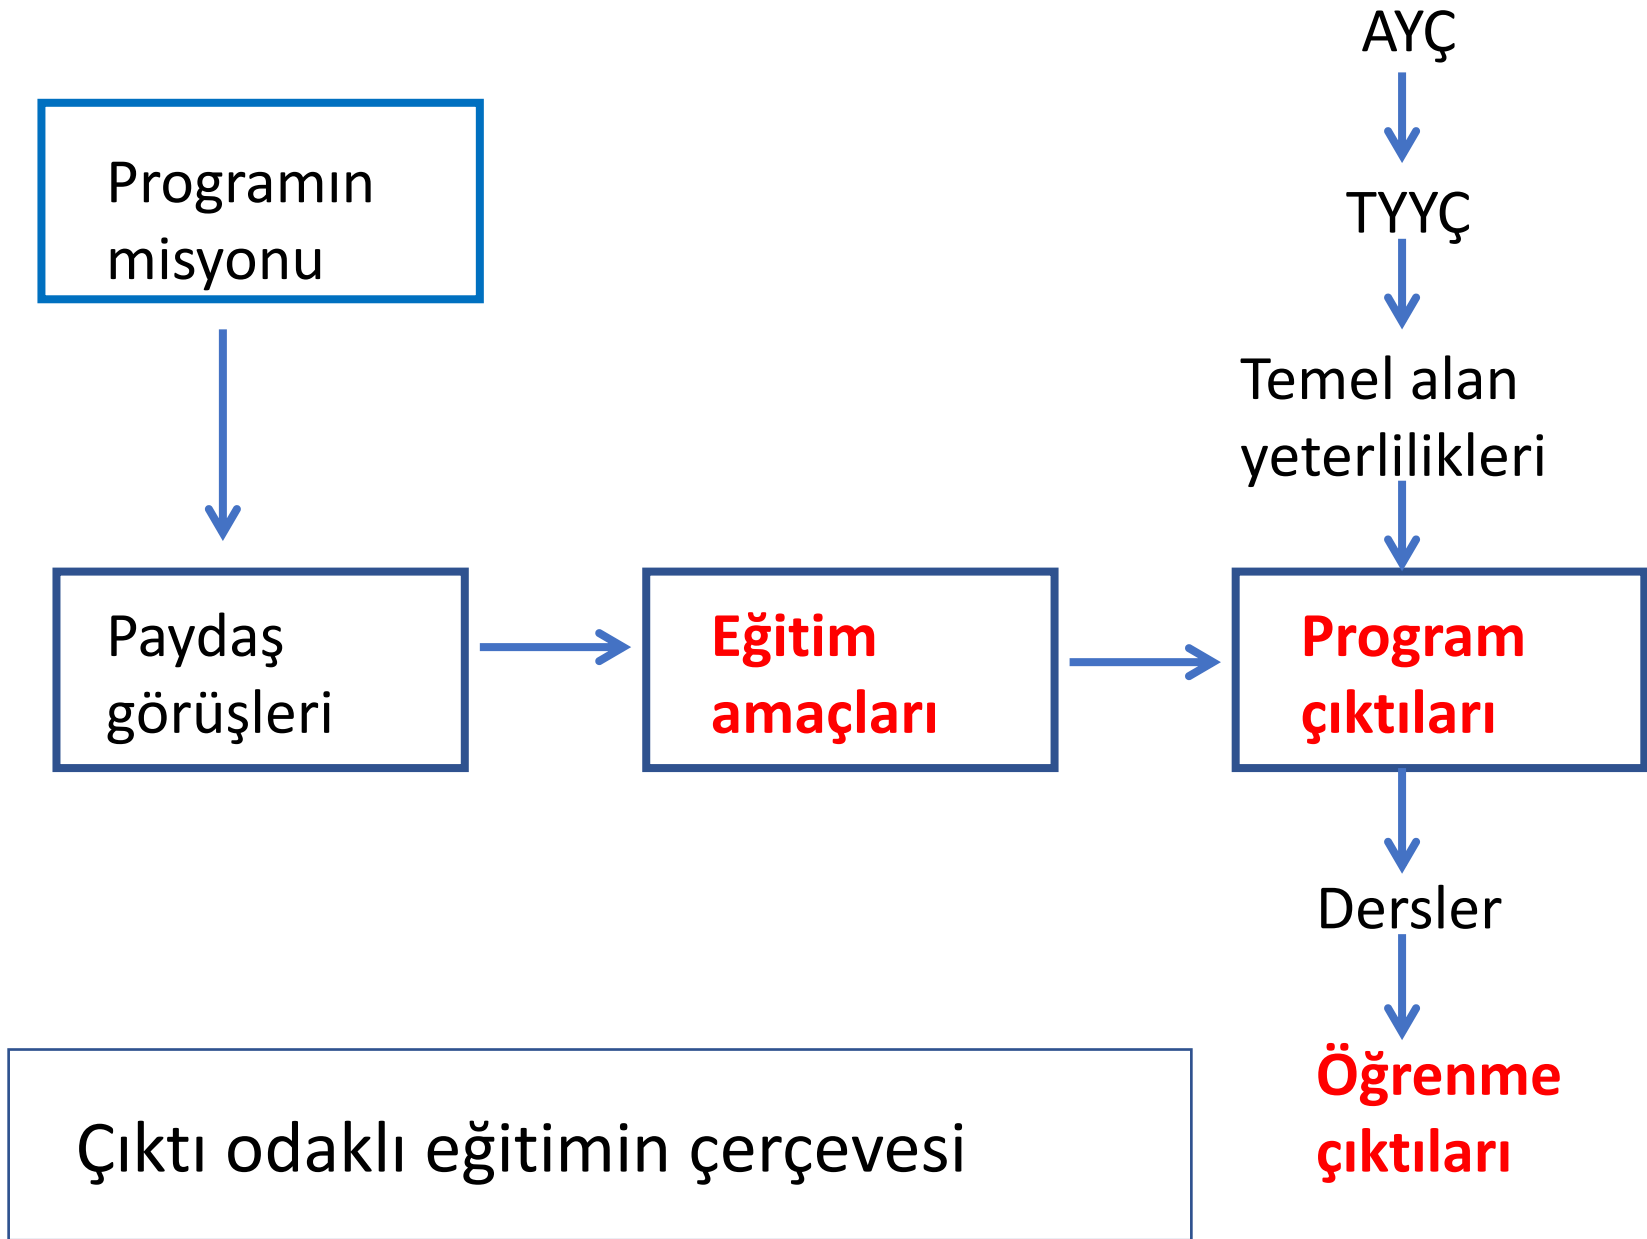 AYÇ
Programın
misyonu
TYYÇ
Temel alan
yeterlilikleri
Paydaş
görüşleri
Eğitim
amaçları
Program
çıktıları
Dersler
Öğrenme
çıktıları
Çıktı odaklı eğitimin çerçevesi